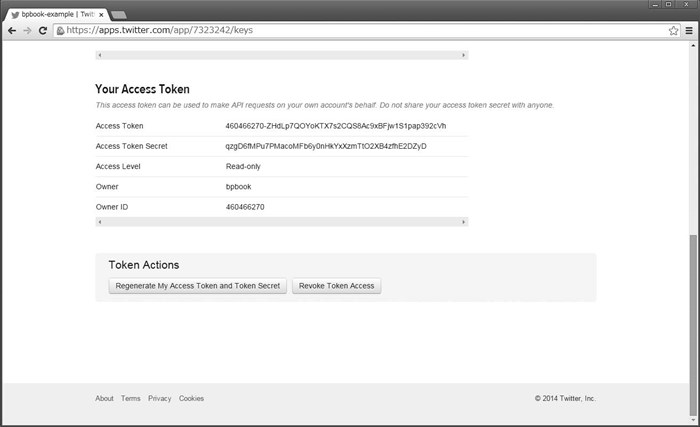 bpbook-example | Twitt
https://apps.twitter.com/app/7323242/keys
Your Access Token
This access token can be used to make API requests on your own account's behalf. Do not share your access token secret with anyone.
Access Token 460466270-ZHdLp7QOYoKTX7s2CQS8Ac9xBFjw1S1pap392cVh
Access Token Secret qzgD6fMPu7PMacoMFb6y0nHkYxXzmTtO2XB4zfhE2DZyD
Access Level Read-only
Owner bpbook
Owner ID 460466270
Token Actions
Regenerate My Access Token and Token Secret Revoke Token Access
About Terms Privacy Cookies © 2014 Twitter, Inc.